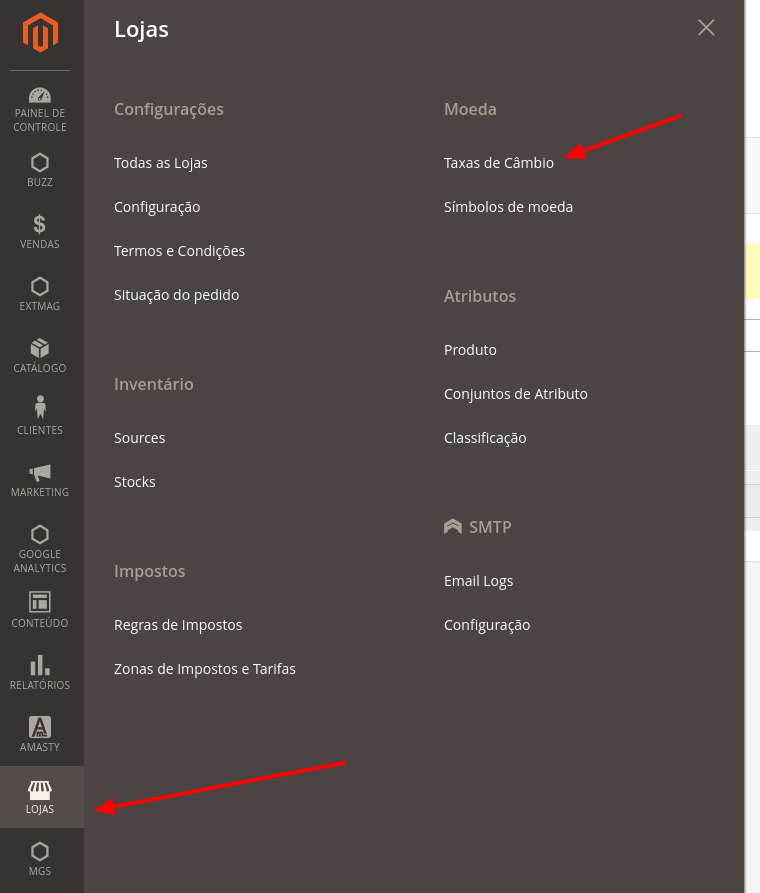 PAINEL DE
CONTROLE
BUZZ
VENDAS
EXTMAG
CATÁLOGO
CLIENTES
MARKETING
GOOGLE
ANALYTICS
CONTEÚDO
RELATÓRIOS
AMASTY
LOJAS
MGS
Lojas
Configurações
Todas as Lojas
Configuração
Termos e Condições
Situação do pedido
Inventário
Sources
Stocks
Impostos
Regras de Impostos
Zonas de Impostos e Tarifas
Moeda
Taxas de Câmbio
Símbolos de moeda
Atributos
Produto
Conjuntos de Atributo
Classificação
SMTP
Email Logs
Configuração